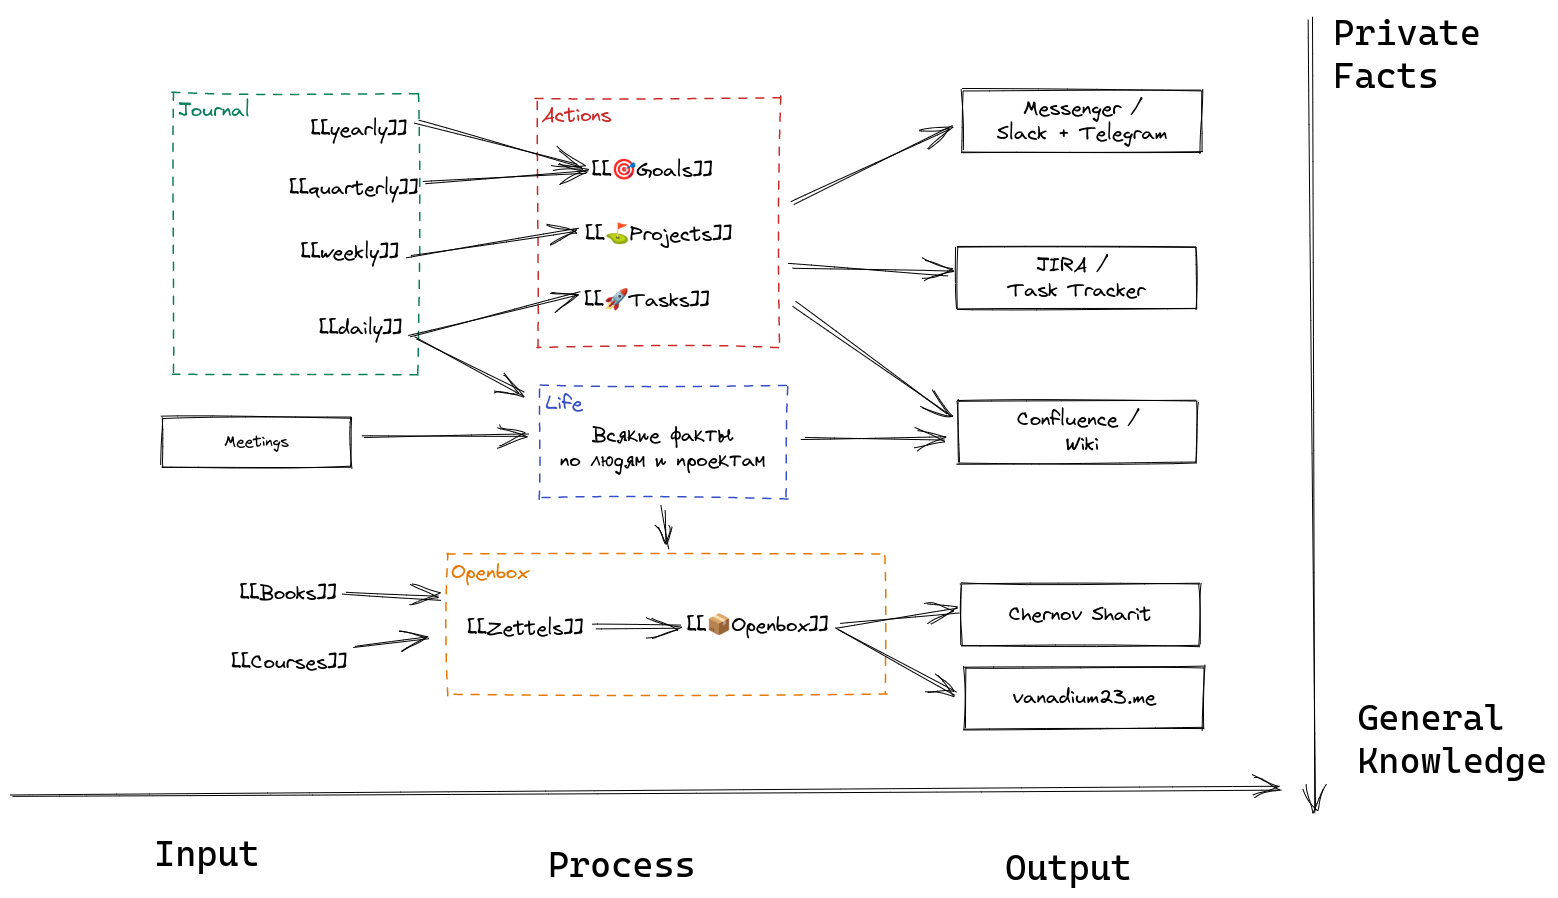 Private
Facts
Journal
[[yearly]]
[[quarterly]]
[[weekly]]
[[daily]]
Actions
[[🎯Goals]]
[[⛳Projects]]
[[🚀Tasks]]
Messenger /
Slack + Telegram
JIRA /
Task Tracker
Meetings
Life
Всякие факты
по людям и проектам
Confluence /
Wiki
[[Books]]
[[Courses]]
Openbox
[[Zettels]]
[[📦Openbox]]
Chernov Sharit
vanadium23.me
General
Knowledge
Input
Process
Output